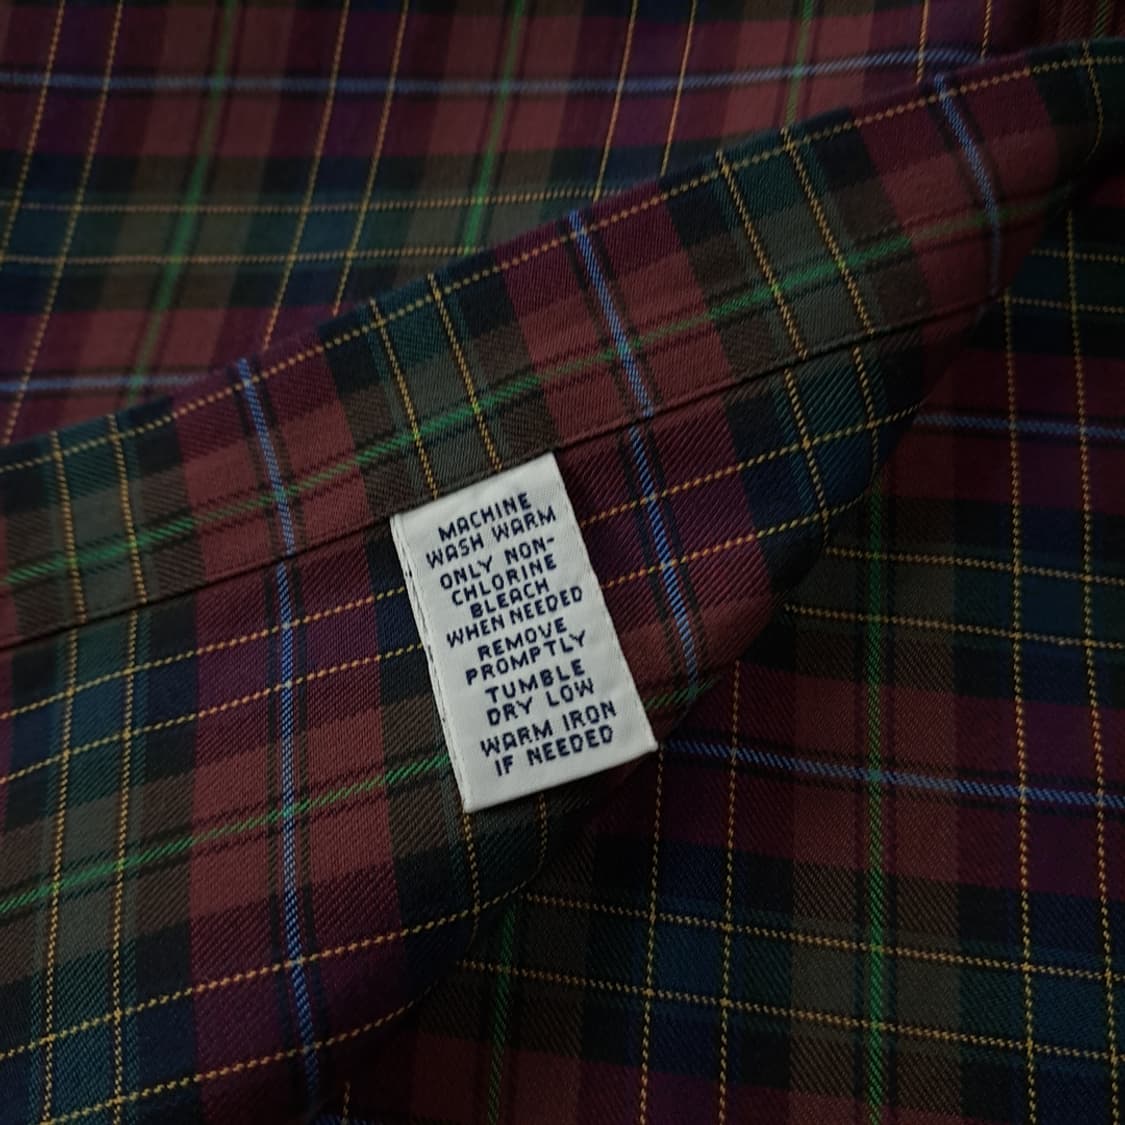 MACHINE
WASH WARM
ONLY NON-
CHLORINE
BLEACH
WHEN NEEDED
REMOVE
PROMPTLY
TUMBLE
DRY LOW
WARM IRON
IF NEEDED